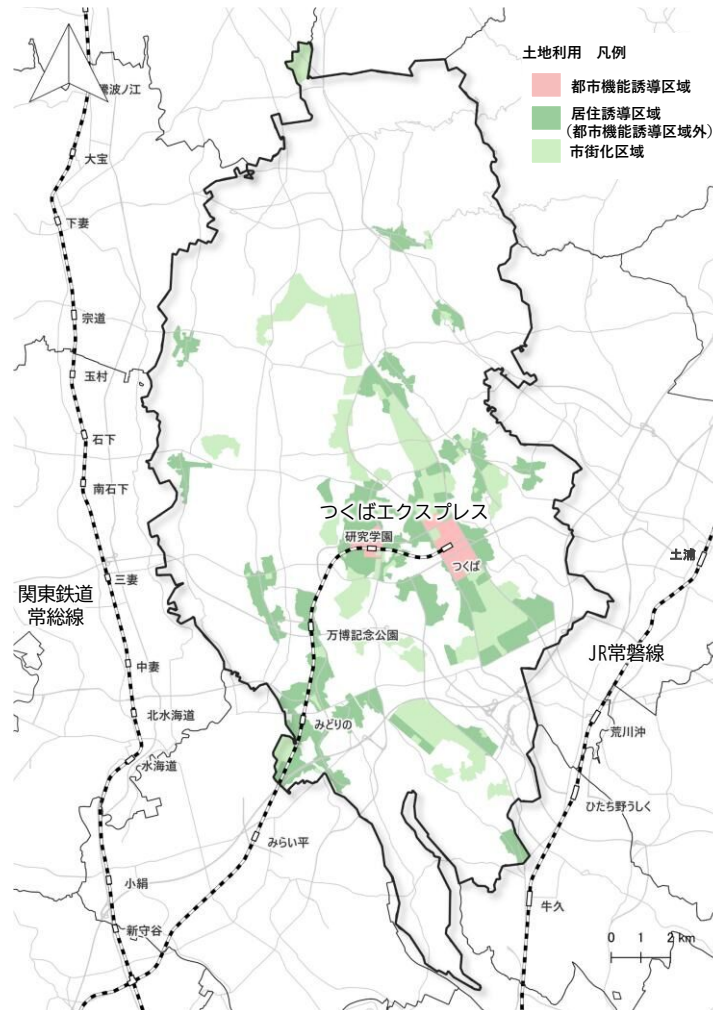 土地利用 凡例
都市機能誘導区域
居住誘導区域
(都市機能誘導区域外)
市街化区域
騰波ノ江
大宝
下妻
宗道
玉村
石下
南石下
三妻
関東鉄道
常総線
中妻
北水海道
水海道
小絹
新守谷
つくばエクスプレス
研究学園
つくば
万博記念公園
みどりの
みらい平
土浦
JR常磐線
荒川沖
ひたち野うしく
牛久
0 1 2 km